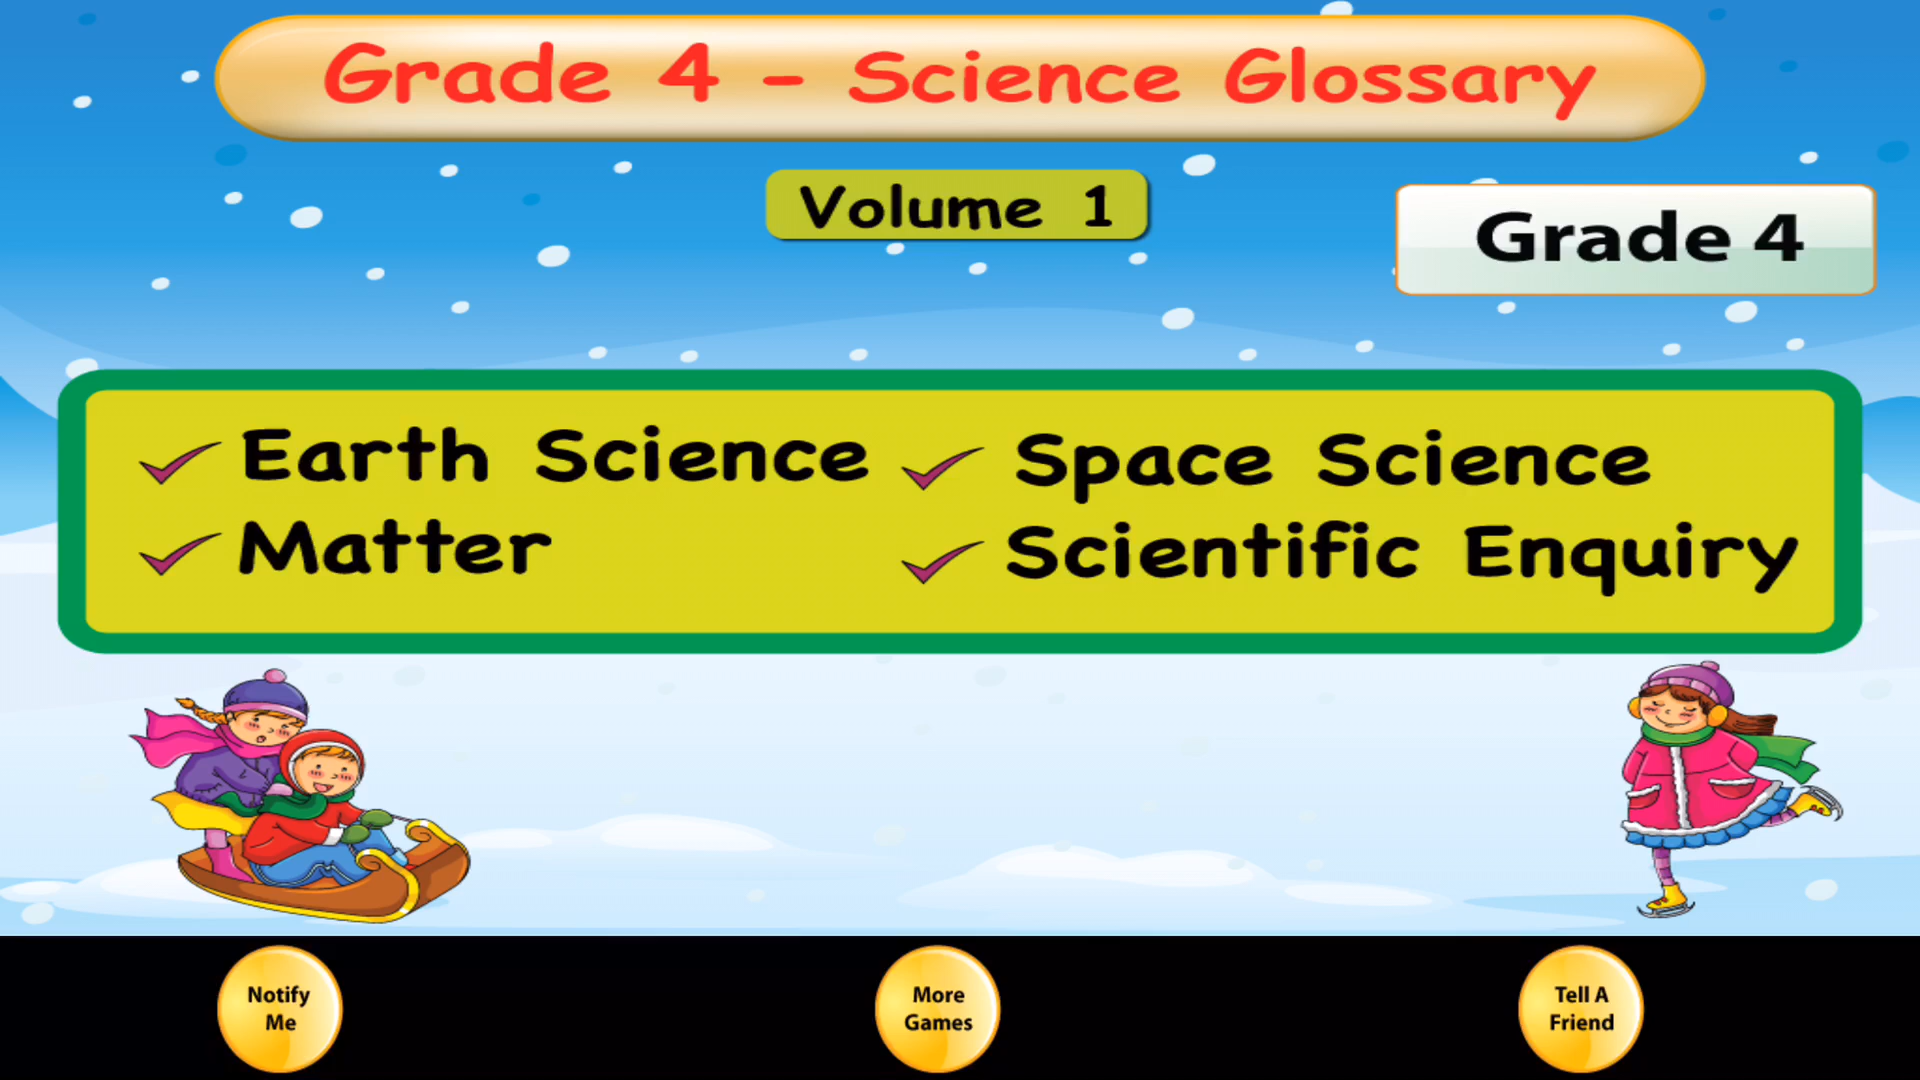 Grade 4 - Science Glossary
Volume 1
Grade 4
Earth Science
Space Science
Matter
Scientific Enquiry
Notify
Me
More
Games
Tell A
Friend